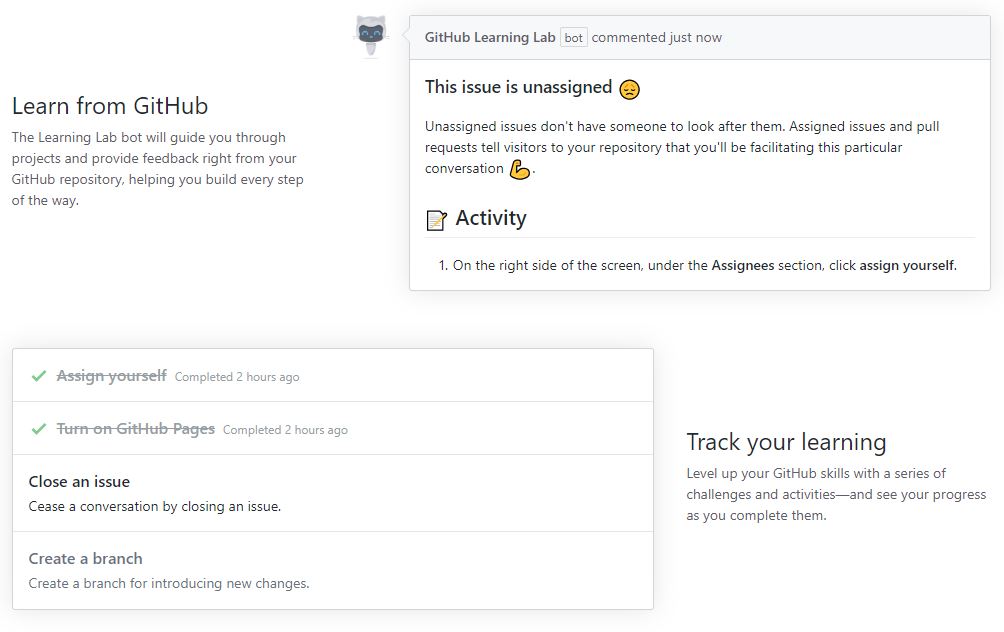 Learn from GitHub
The Learning Lab bot will guide you through
projects and provide feedback right from your
GitHub repository, helping you build every step
of the way.
GitHub Learning Lab bot commented just now
This issue is unassigned 😞
Unassigned issues don't have someone to look after them. Assigned issues and pull
requests tell visitors to your repository that you'll be facilitating this particular
conversation 💪.
📝 Activity
1. On the right side of the screen, under the Assignees section, click assign yourself.
Assign yourself Completed 2 hours ago
Turn on GitHub Pages Completed 2 hours ago
Close an issue
Cease a conversation by closing an issue.
Create a branch
Create a branch for introducing new changes.
Track your learning
Level up your GitHub skills with a series of
challenges and activities—and see your progress
as you complete them.